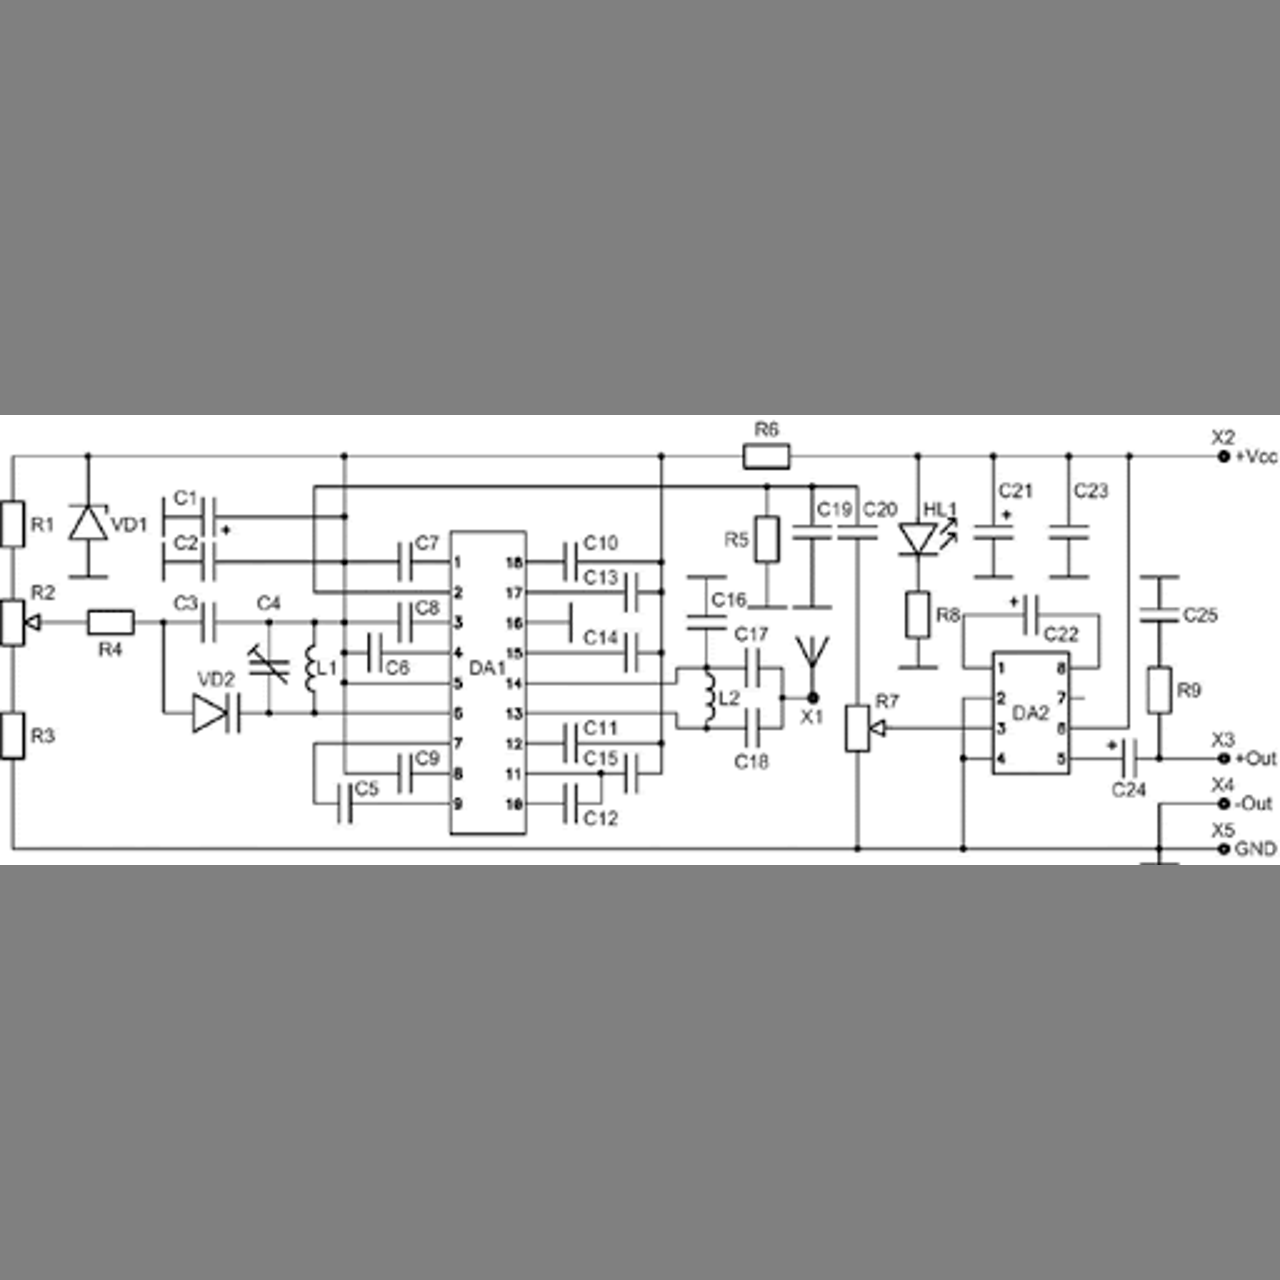 R6
X2
+Vcc
C1
C19
C20
HL1
C21
C23
R1
VD1
C2
C7
C10
R5
R2
C3
C4
C8
C13
C16
R8
C22
C25
R4
C6
DA1
C14
C17
VD2
L1
L2
X1
R7
DA2
R9
R3
C9
C11
C15
C18
C24
X3
+Out
C5
C12
X4
-Out
X5
GND
1
2
3
4
5
6
7
8
9
18
17
16
15
14
13
12
11
10
1
2
3
4
8
7
6
5